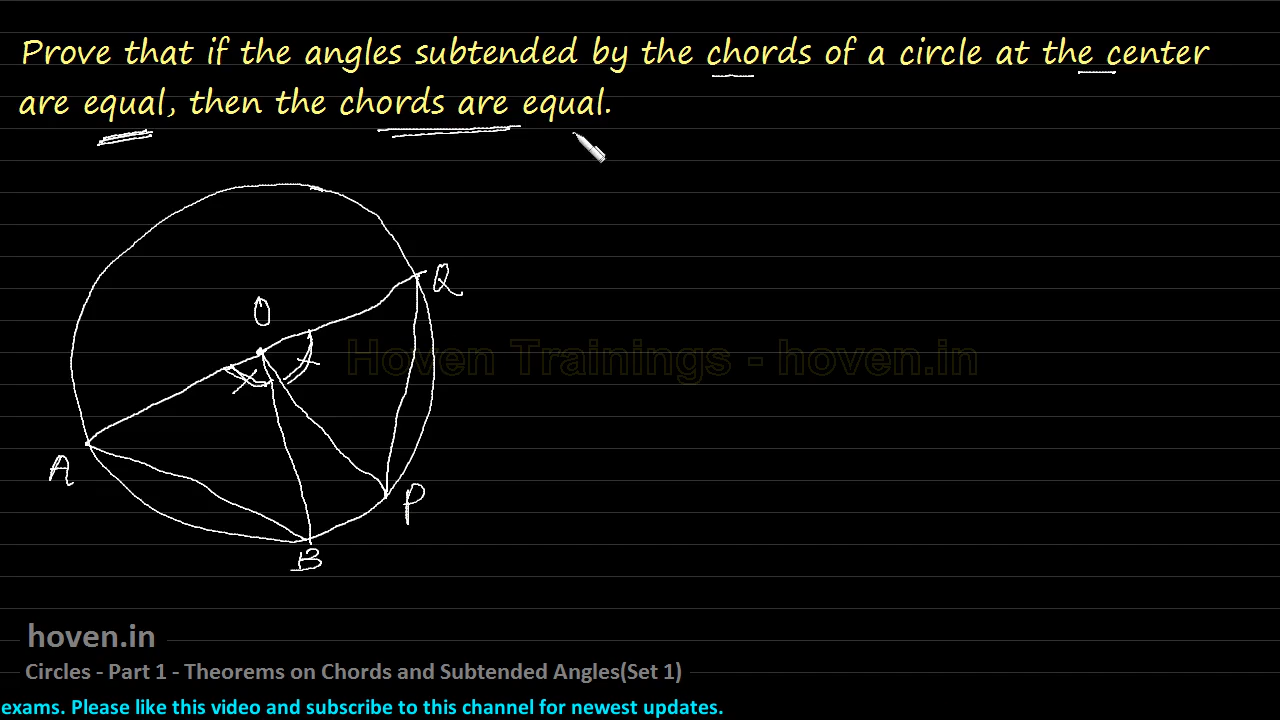 Prove that if the angles subtended by the chords of a circle at the center
are equal, then the chords are equal.
Q
O
Hoven Trainings - hoven.in
A
P
B
hoven.in
Circles - Part 1 - Theorems on Chords and Subtended Angles(Set 1)
exams. Please like this video and subscribe to this channel for newest updates.